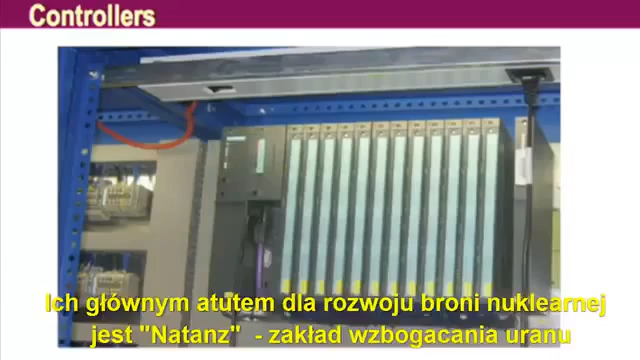 Controllers
Ich głównym atutem dla rozwoju broni nuklearnej
jest "Natanz" - zakład wzbogacania uranu